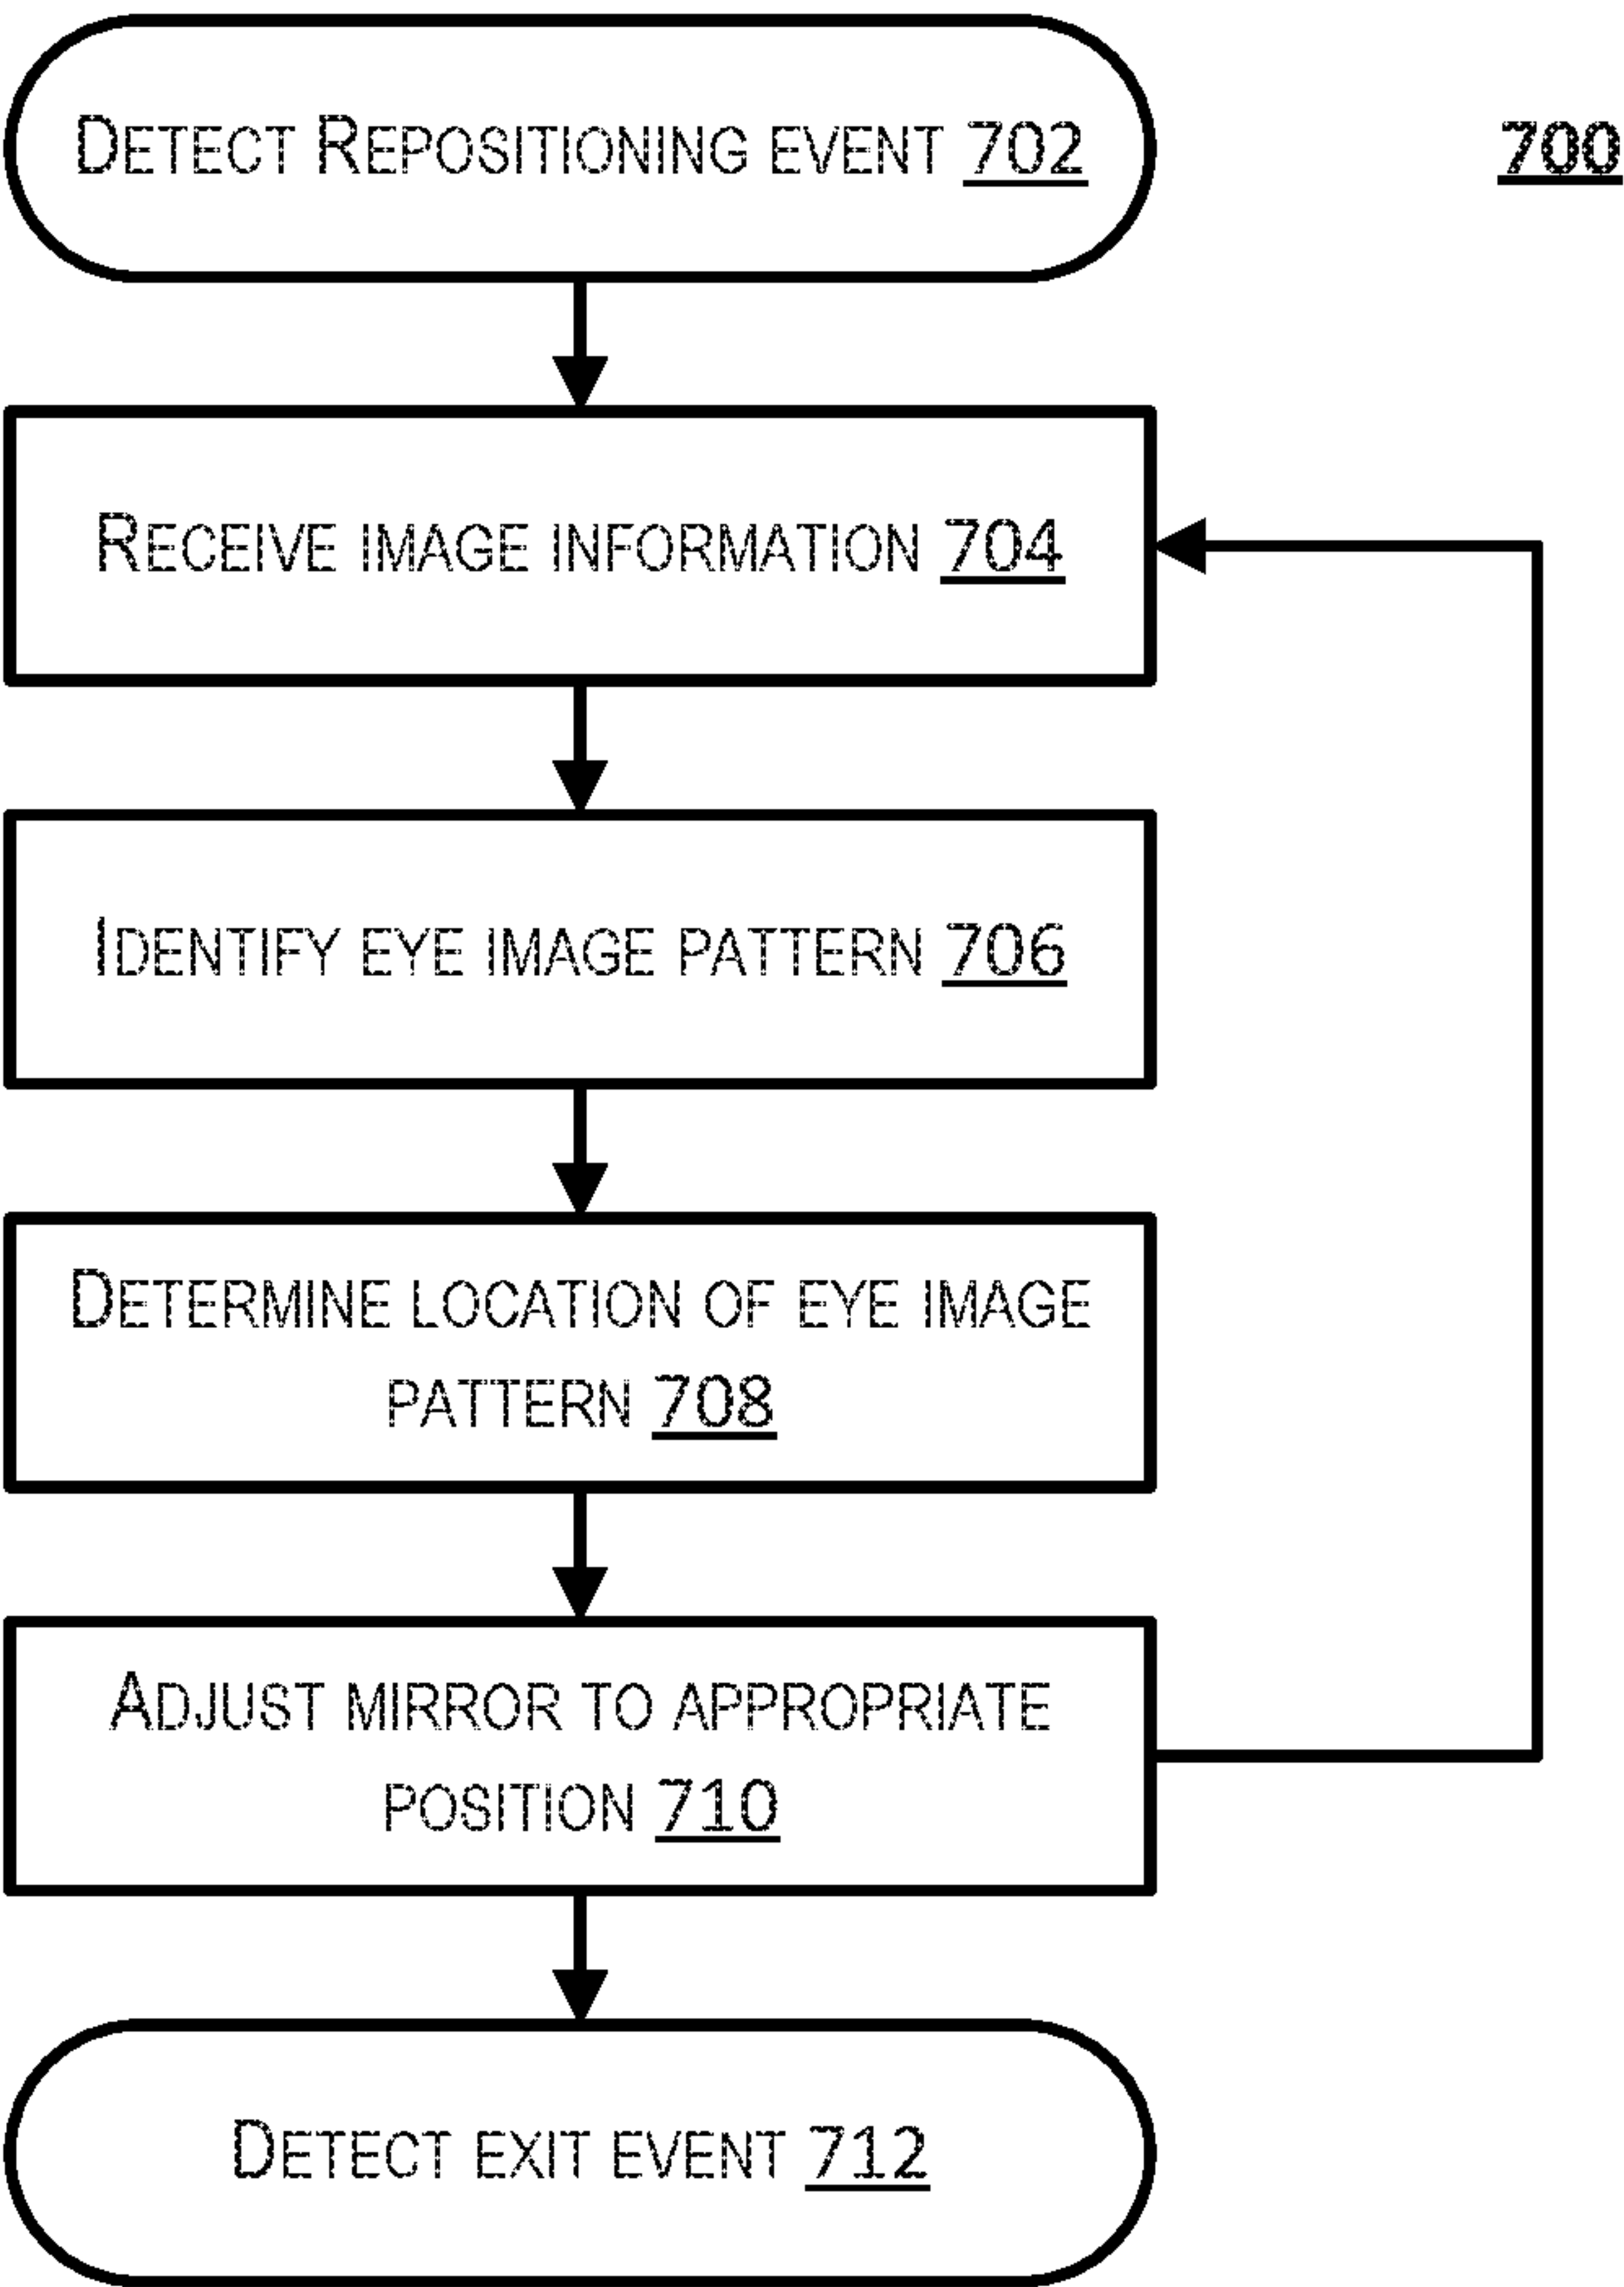 DETECT REPOSITIONING EVENT 702
700
RECEIVE IMAGE INFORMATION 704
IDENTIFY EYE IMAGE PATTERN 706
DETERMINE LOCATION OF EYE IMAGE
PATTERN 708
ADJUST MIRROR TO APPROPRIATE
POSITION 710
DETECT EXIT EVENT 712